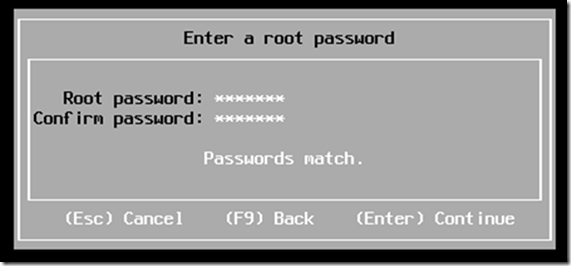 Enter a root password
Root password: *******
Confirm password: *******
Passwords match.
(Esc) Cancel (F9) Back (Enter) Continue